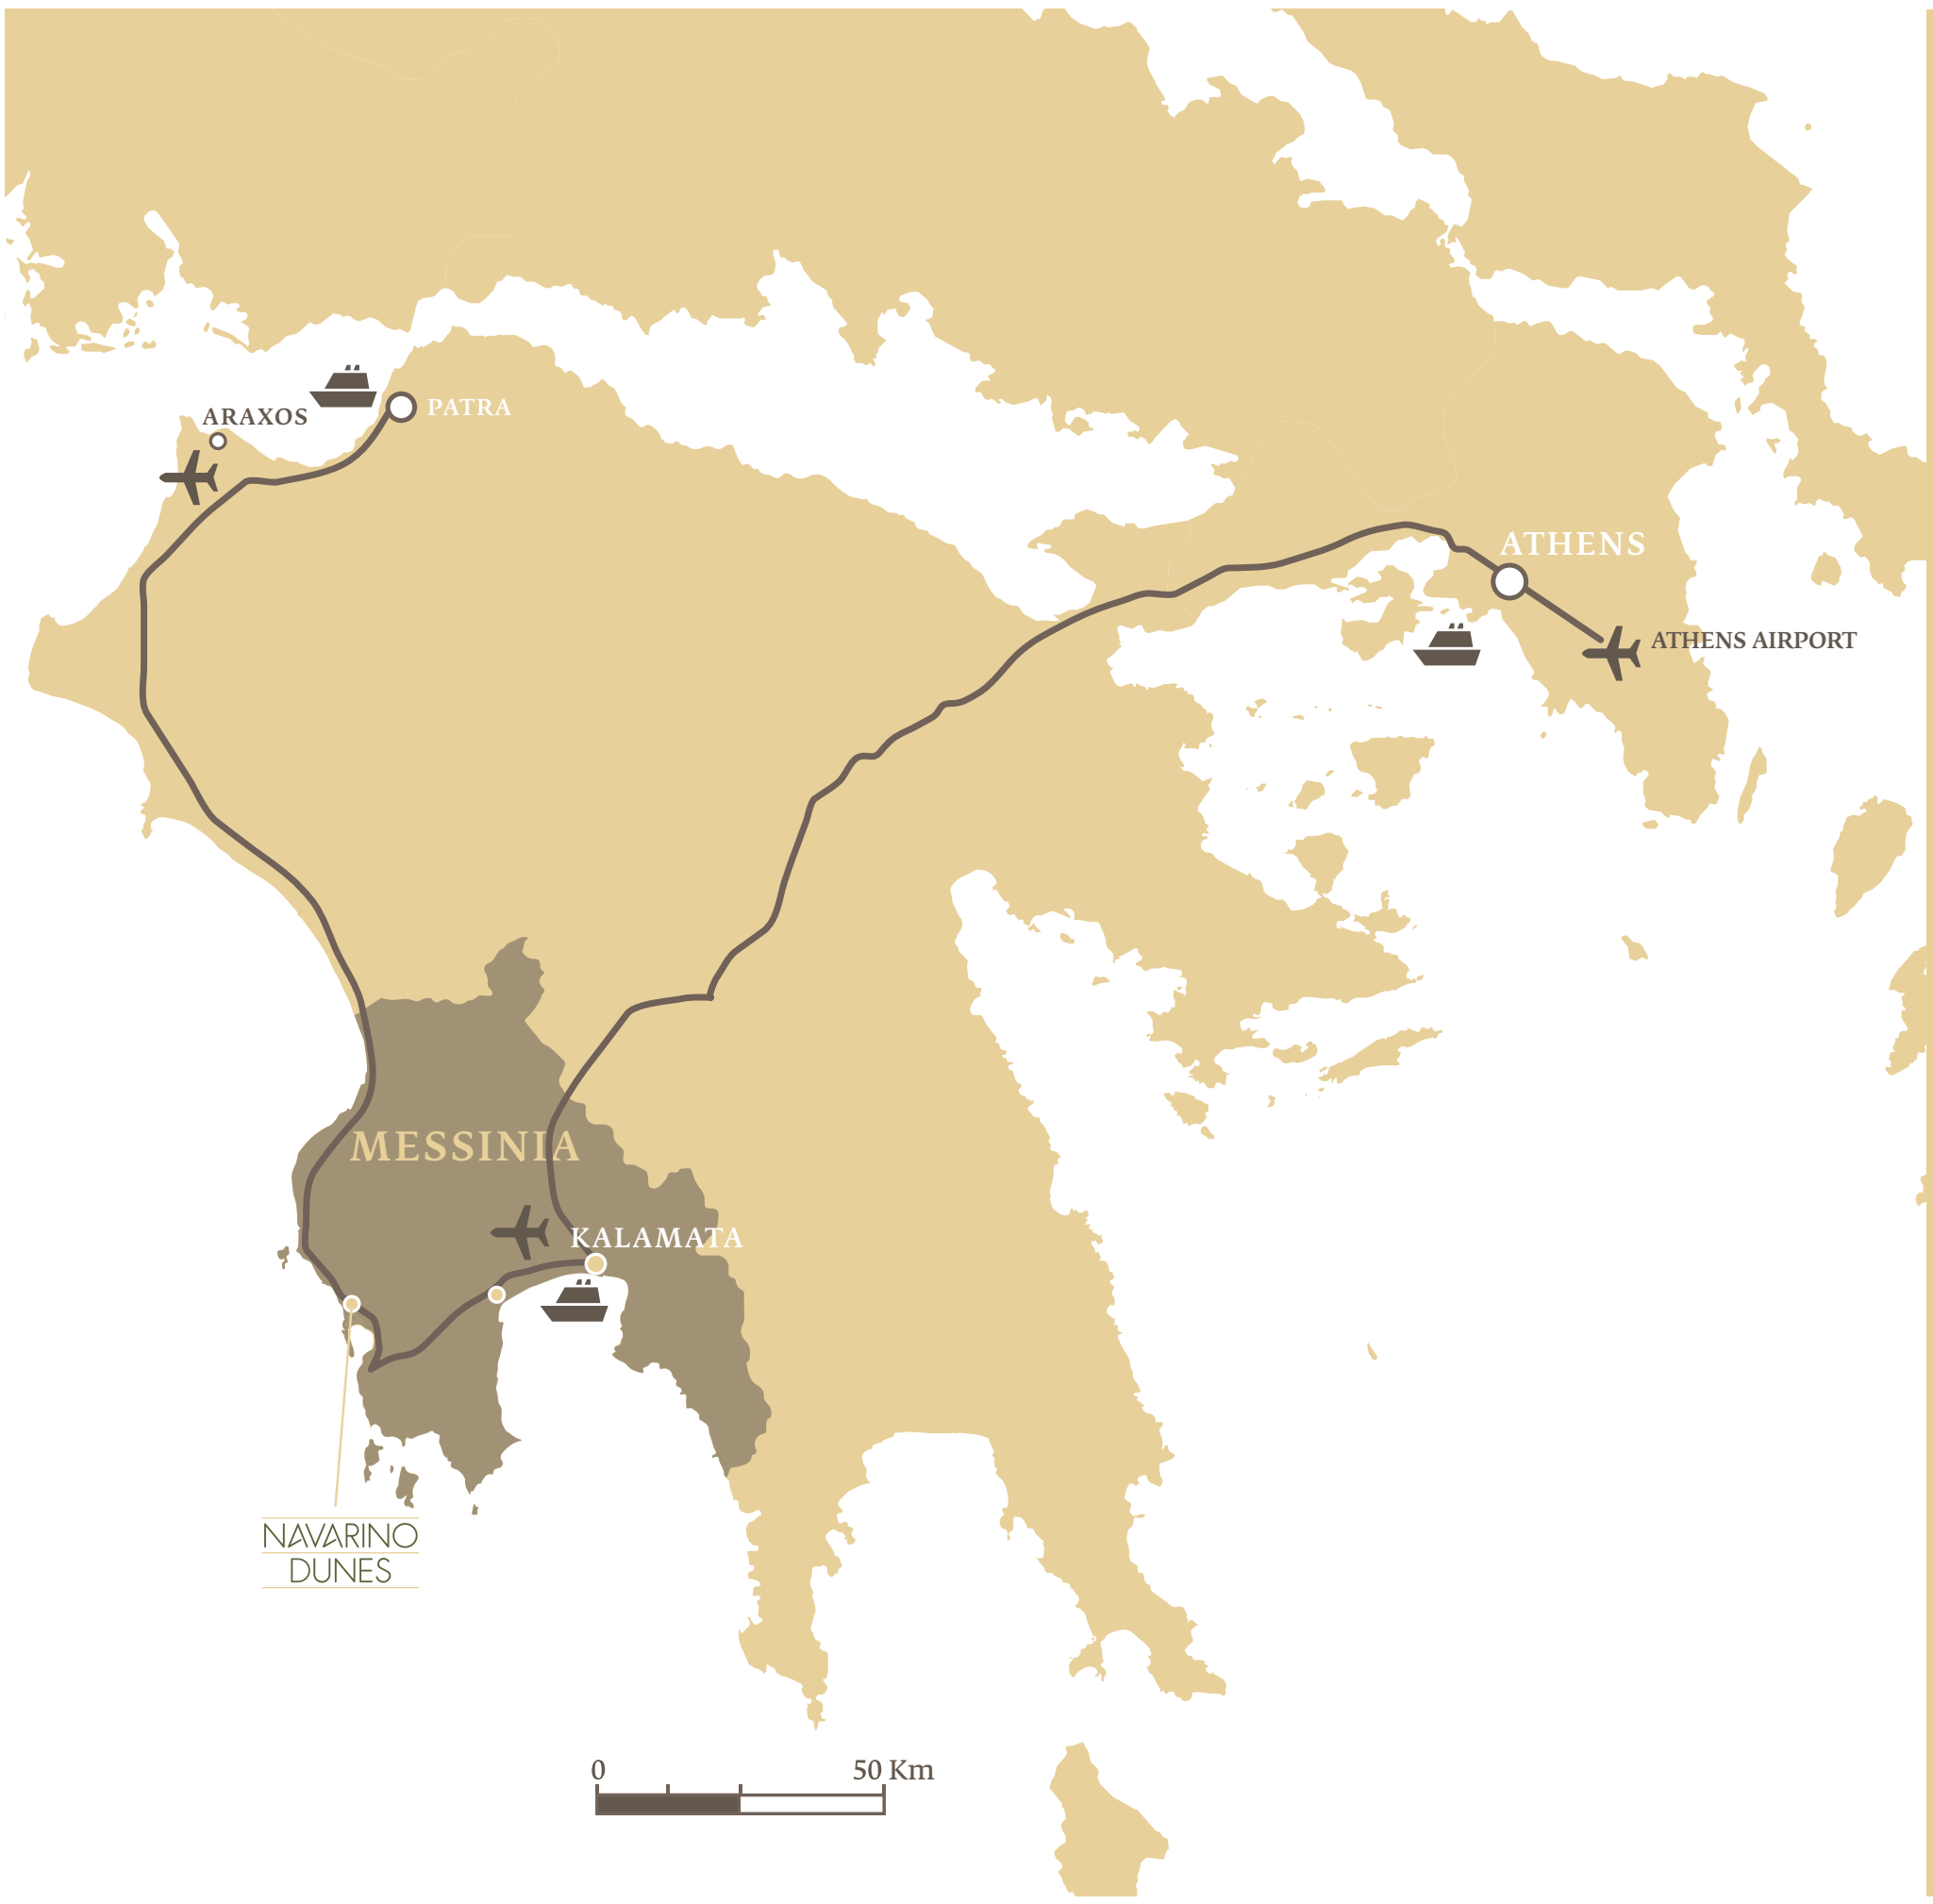 PATRA
ARAXOS
ATHENS
ATHENS AIRPORT
MESSINIA
KALAMATA
NAVARINO
DUNES
0 50 Km